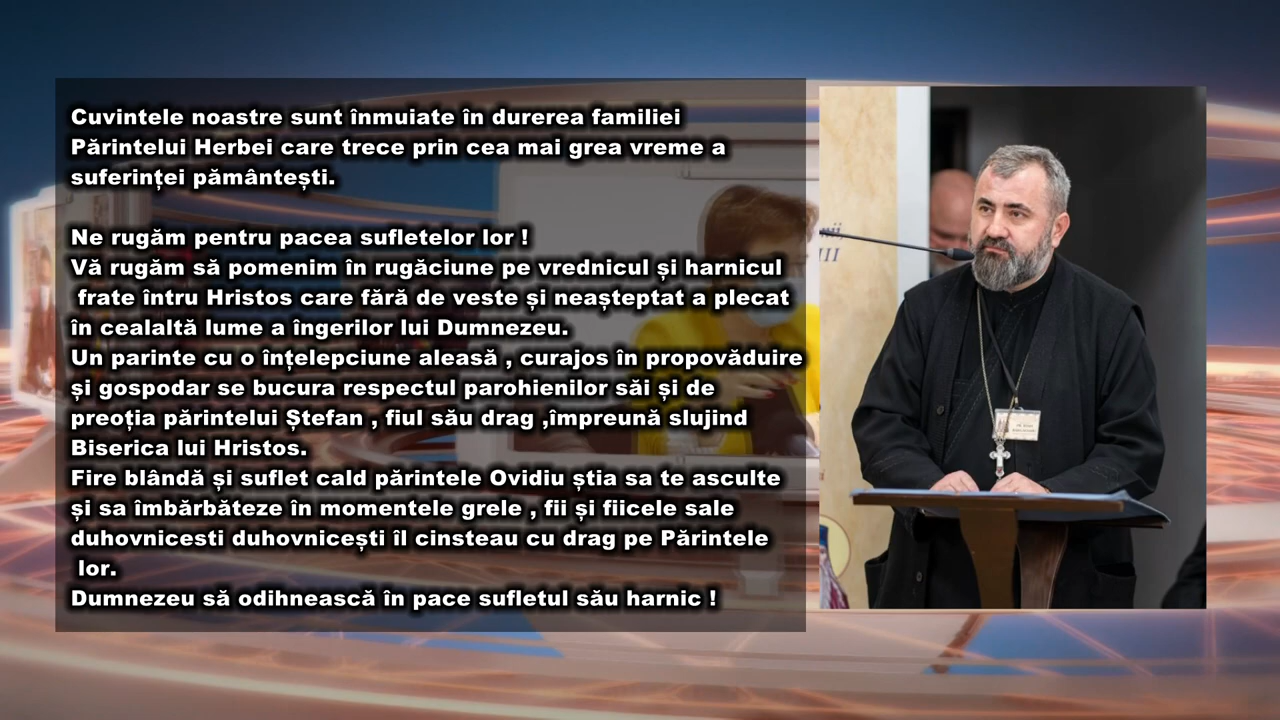 Cuvintele noastre sunt înmuiate în durerea familiei
Părintelui Herbei care trece prin cea mai grea vreme a
suferinței pământești.
Ne rugăm pentru pacea sufletelor lor !
Vă rugăm să pomenim în rugăciune pe vrednicul și harnicul
frate întru Hristos care fără de veste și neașteptat a plecat
în cealaltă lume a îngerilor lui Dumnezeu.
Un parinte cu o înțelepciune aleasă , curajos în propovăduire
și gospodar se bucura respectul parohienilor săi și de
preoția părintelui Ștefan , fiul său drag ,împreună slujind
Biserica lui Hristos.
Fire blândă și suflet cald părintele Ovidiu știa sa te asculte
și sa îmbărbăteze în momentele grele , fii și fiicele sale
duhovnicesti duhovnicești îl cinsteau cu drag pe Părintele
lor.
Dumnezeu să odihnească în pace sufletul său harnic !
III